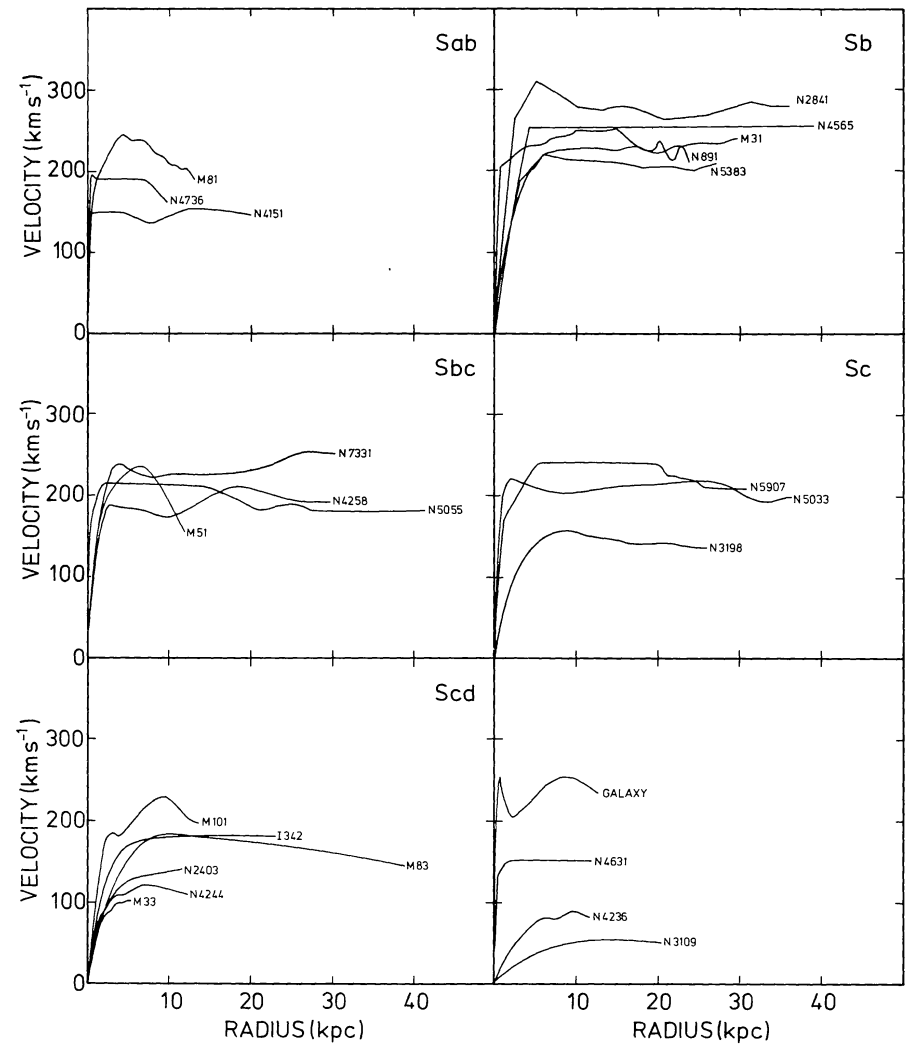 Sab
Sb
VELOCITY (km s⁻¹)
300
200
100
0
M81
N4736
N4151
N2841
N4565
M31
N891
N5383
Sbc
Sc
VELOCITY (km s⁻¹)
300
200
100
0
N7331
N4258
N5055
M51
N5907
N5033
N3198
Scd
VELOCITY (km s⁻¹)
300
200
100
0
M101
I342
M83
N2403
N4244
M33
GALAXY
N4631
N4236
N3109
10
20
30
40
10
20
30
40
RADIUS (kpc)
RADIUS (kpc)